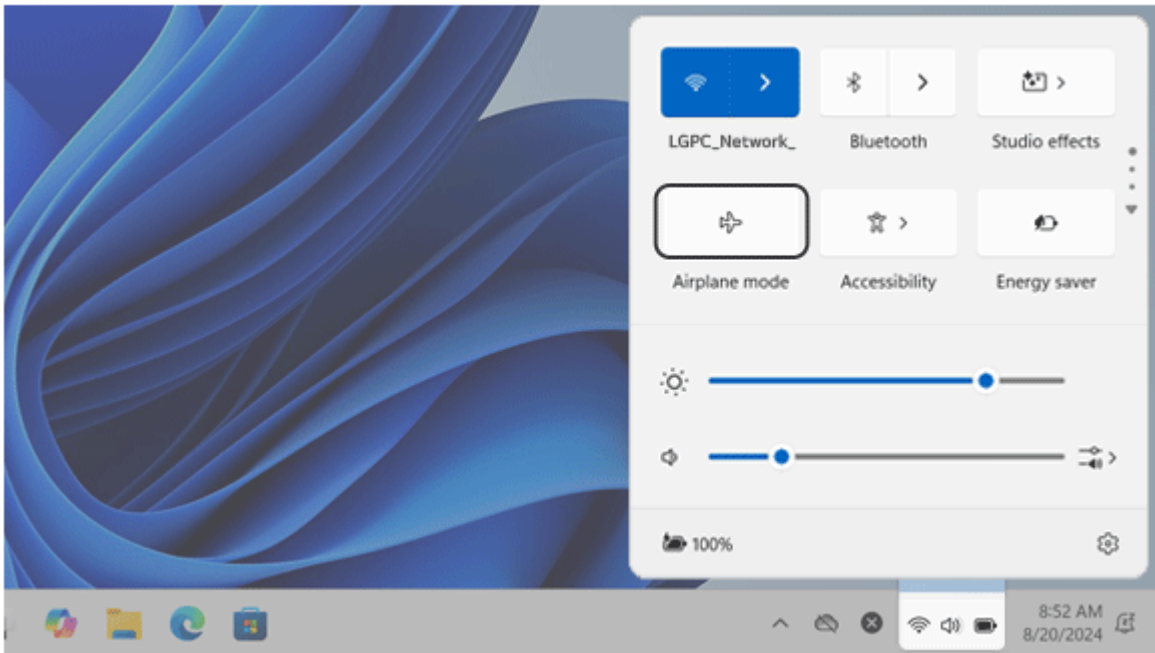 LGPC_Network_
Bluetooth
Studio effects
Airplane mode
Accessibility
Energy saver
100%
8:52 AM
8/20/2024